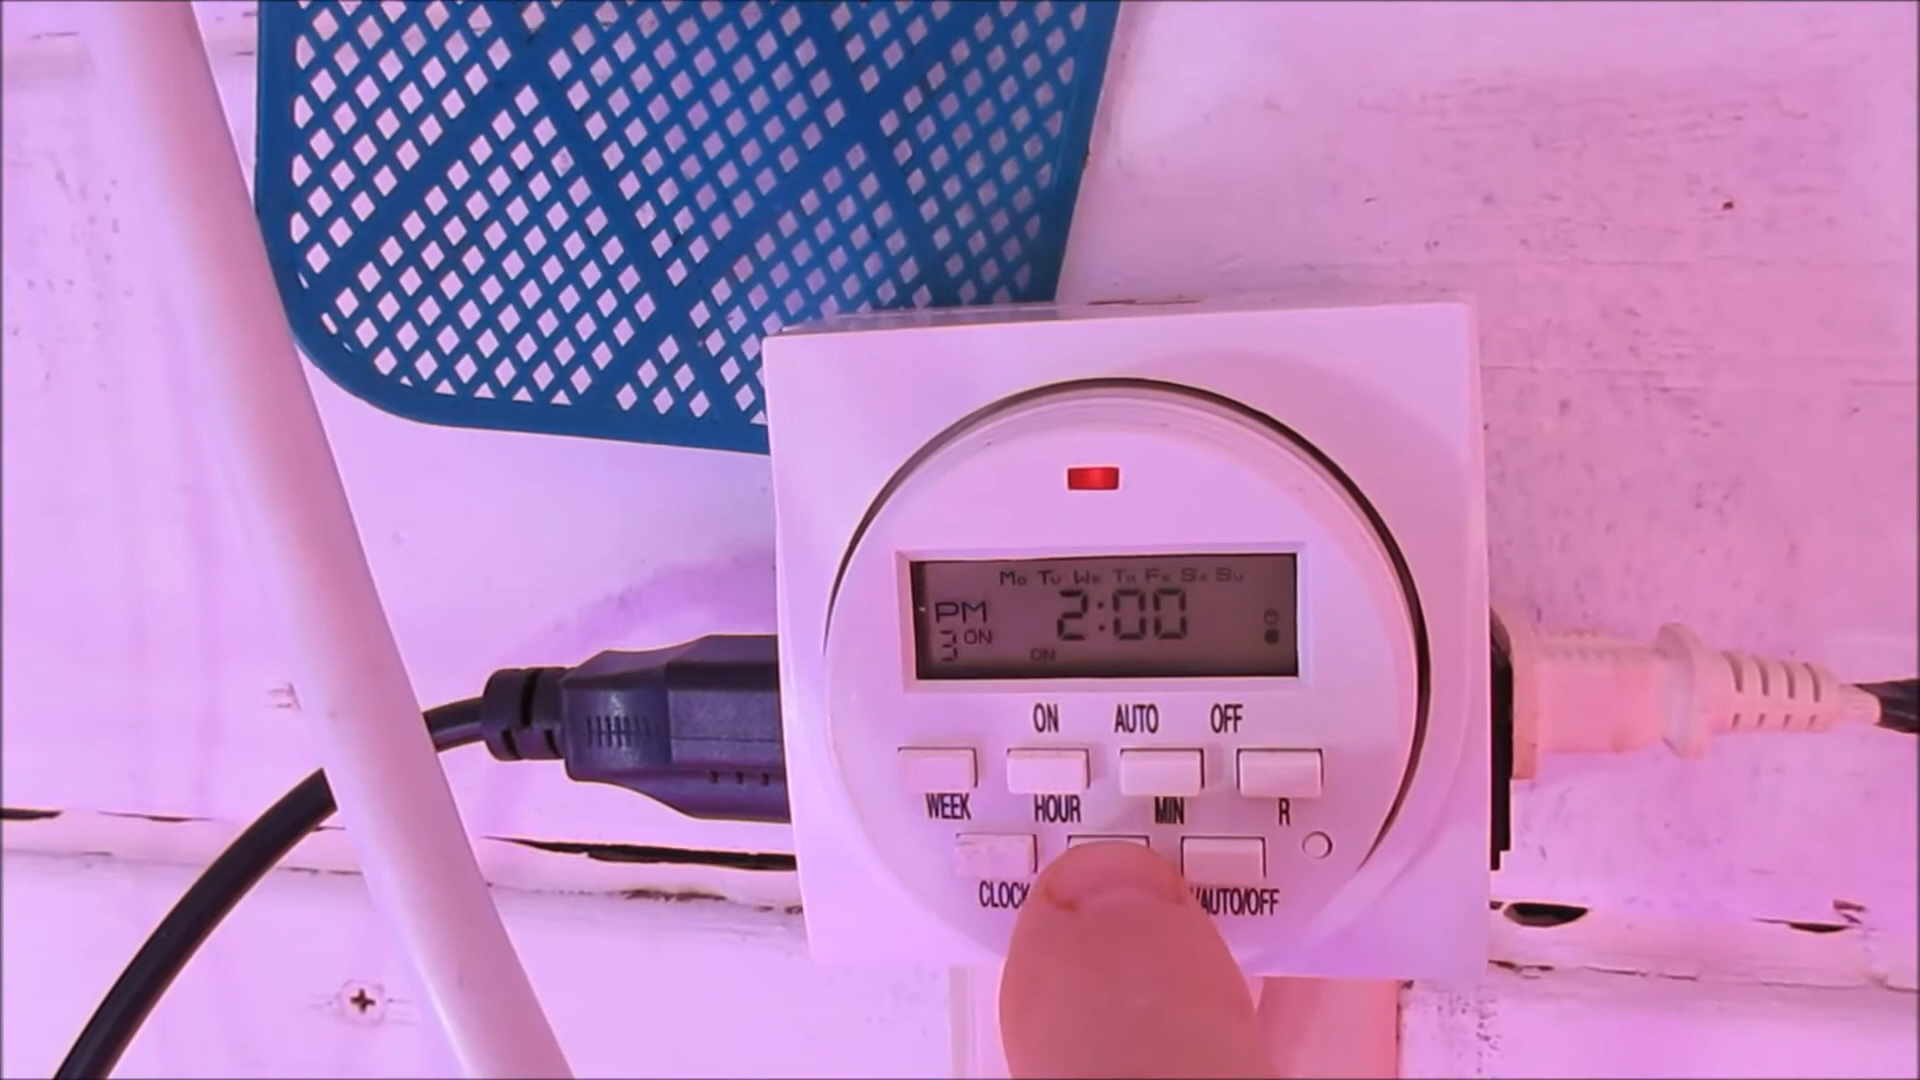 Mo Tu We Th Fr Sa Su
PM 2:00
3 ON
ON
ON AUTO OFF
WEEK HOUR MIN R
CLOCK /AUTO/OFF